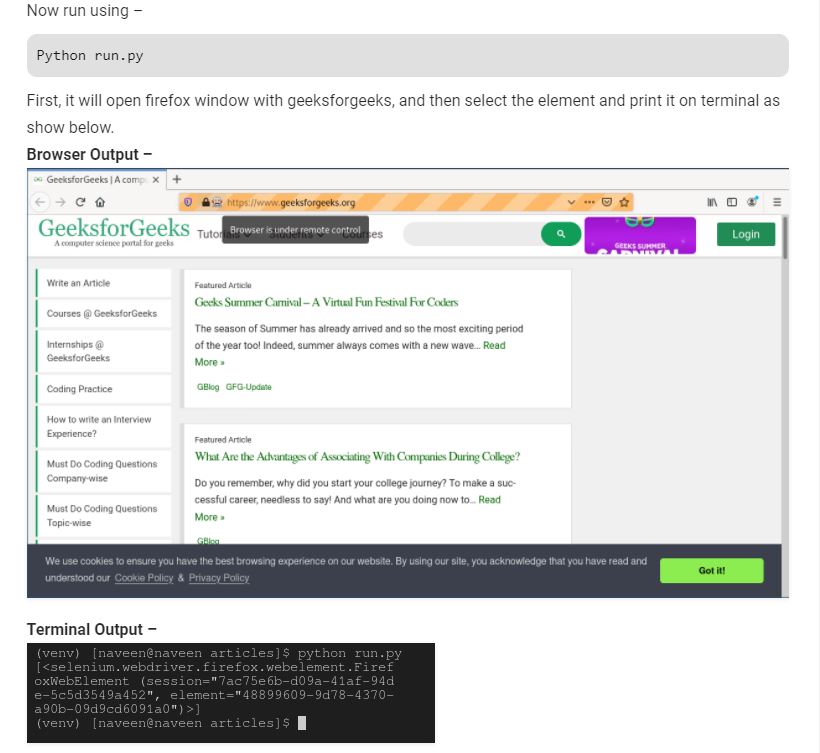 Now run using –
Python run.py
First, it will open firefox window with geeksforgeeks, and then select the element and print it on terminal as
show below.
Browser Output –
GeeksforGeeks | A comp
https://www.geeksforgeeks.org
GeeksforGeeks
A computer science portal for geeks
Browser is under remote control
GEEKS SUMMER
CARNIVAL
Login
Write an Article
Courses @ GeeksforGeeks
Internships @
GeeksforGeeks
Coding Practice
How to write an Interview
Experience?
Must Do Coding Questions
Company-wise
Must Do Coding Questions
Topic-wise
Featured Article
Geeks Summer Carnival – A Virtual Fun Festival For Coders
The season of Summer has already arrived and so the most exciting period
of the year too! Indeed, summer always comes with a new wave... Read
More »
GBlog GFG-Update
Featured Article
What Are the Advantages of Associating With Companies During College?
Do you remember, why did you start your college journey? To make a suc-
cessful career, needless to say! And what are you doing now to... Read
More »
GBlog
We use cookies to ensure you have the best browsing experience on our website. By using our site, you acknowledge that you have read and
understood our Cookie Policy & Privacy Policy
Got it!
Terminal Output –
(venv) [naveen@naveen articles]$ python run.py
[<selenium.webdriver.firefox.webelement.Firef
oxWebElement (session="7ac75e6b-d09a-41af-94d
e-5c5d3549a452", element="48899609-9d78-4370-
a90b-09d9cd6091a0")>]
(venv) [naveen@naveen articles]$